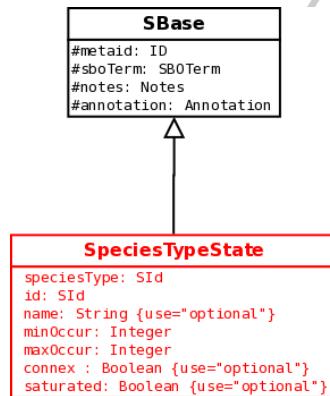 SBase
#metaid: ID
#sboTerm: SBOTerm
#notes: Notes
#annotation: Annotation
SpeciesTypeState
speciesType: SId
id: SId
name: String {use="optional"}
minOccur: Integer
maxOccur: Integer
connex : Boolean {use="optional"}
saturated: Boolean {use="optional"}